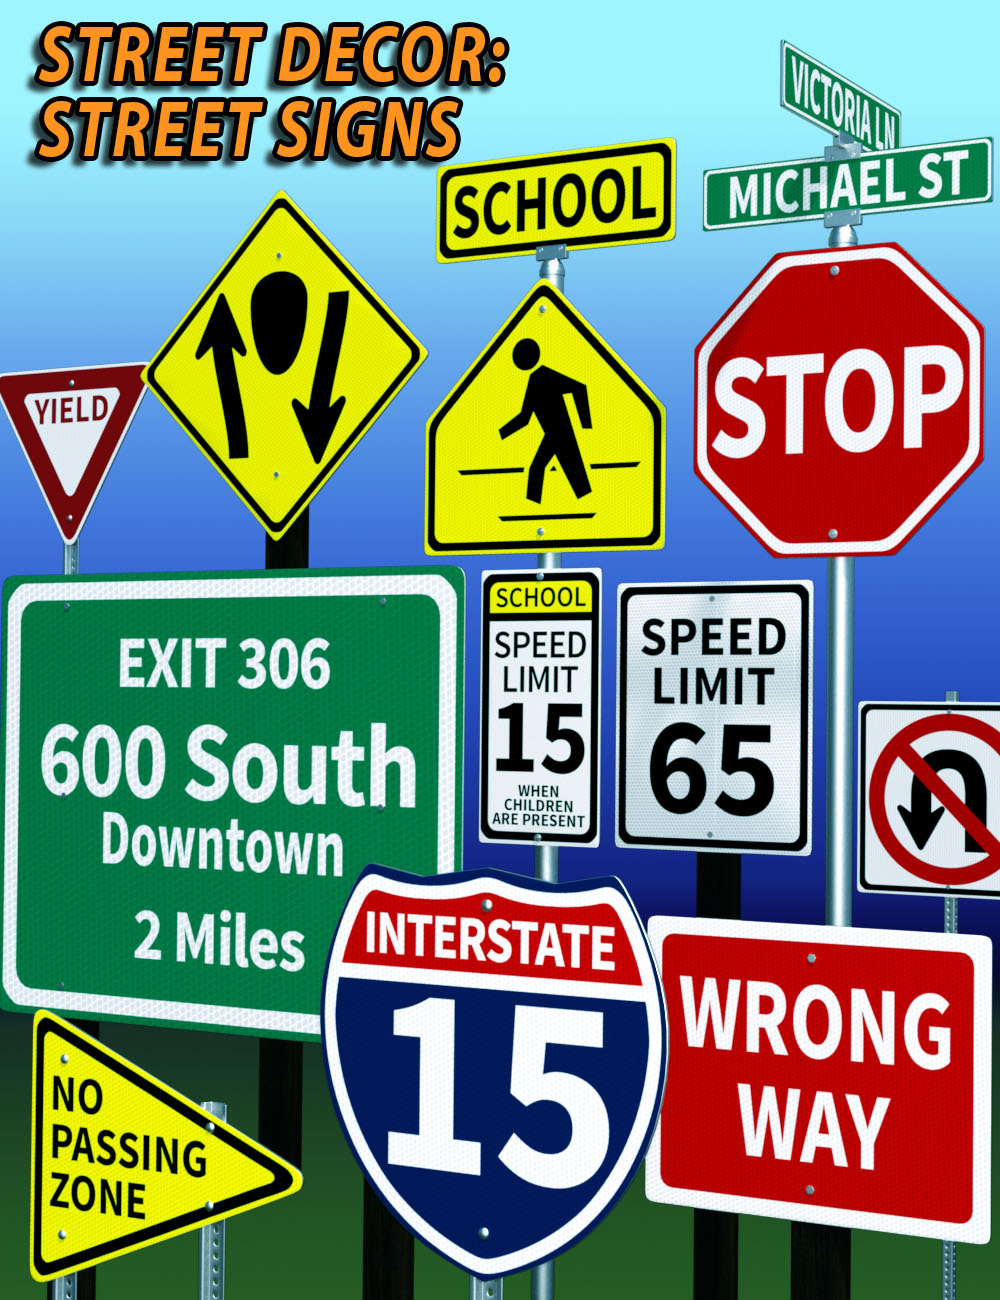 STREET DECOR:
STREET SIGNS
VICTORIA LN
MICHAEL ST
SCHOOL
STOP
YIELD
EXIT 306
600 South
Downtown
2 Miles
SCHOOL
SPEED
LIMIT
15
WHEN
CHILDREN
ARE PRESENT
SPEED
LIMIT
65
INTERSTATE
15
WRONG
WAY
NO
PASSING
ZONE